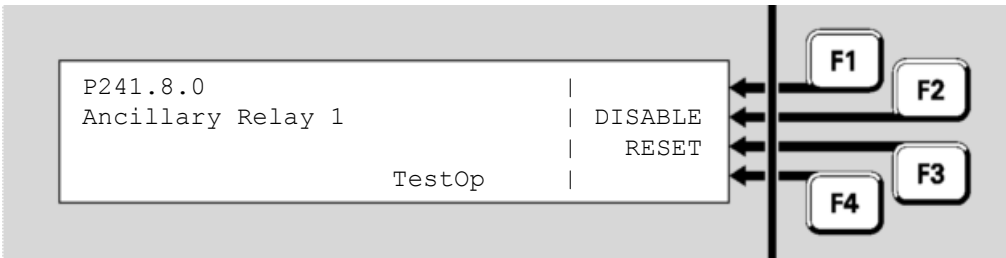 P241.8.0 |
Ancillary Relay 1 | DISABLE
| RESET
TestOp |
F1
F2
F3
F4